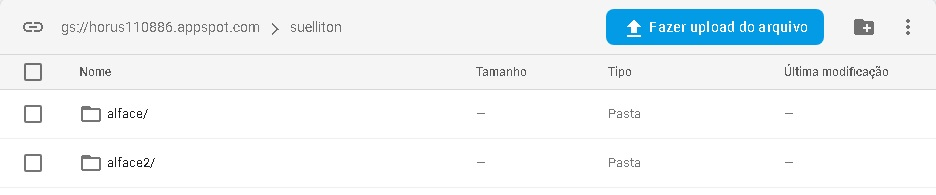 gs://horus110886.appspot.com > suelliton Fazer upload do arquivo
Nome Tamanho Tipo Última modificação
alface/ — Pasta —
alface2/ — Pasta —